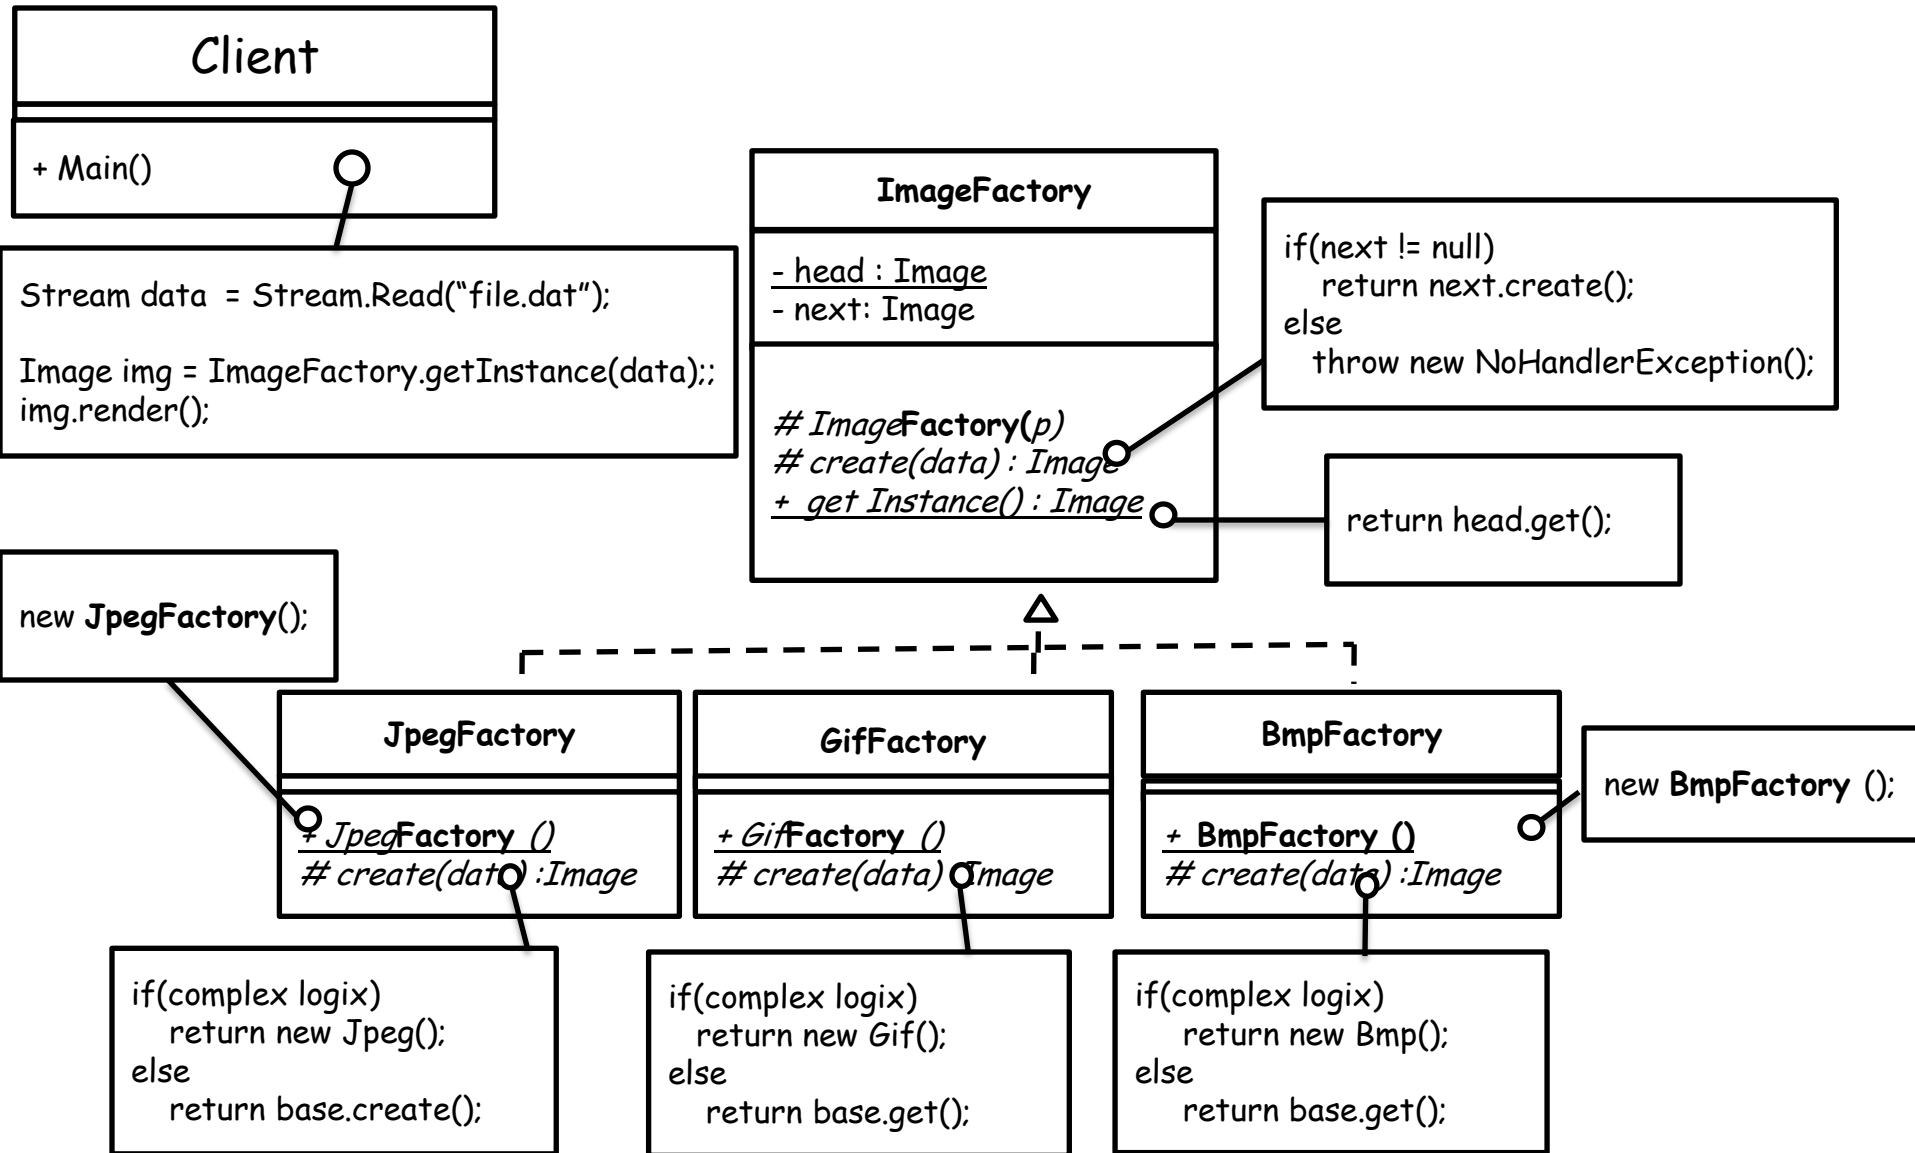 Client
+ Main()
Stream data = Stream.Read(“file.dat”);
Image img = ImageFactory.getInstance(data);;
img.render();
ImageFactory
- head : Image
- next: Image
# ImageFactory(p)
# create(data) : Image
+ get Instance() : Image
if(next != null)
return next.create();
else
throw new NoHandlerException();
return head.get();
new JpegFactory();
JpegFactory
+ JpegFactory ()
# create(data) :Image
GifFactory
+ GifFactory ()
# create(data) :Image
BmpFactory
+ BmpFactory ()
# create(data) :Image
new BmpFactory ();
if(complex logix)
return new Jpeg();
else
return base.create();
if(complex logix)
return new Gif();
else
return base.get();
if(complex logix)
return new Bmp();
else
return base.get();